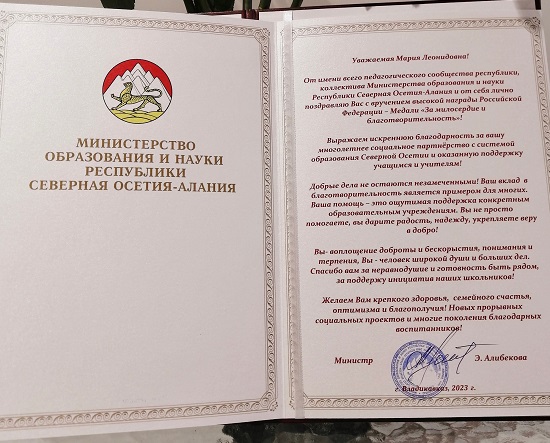 МИНИСТЕРСТВО
ОБРАЗОВАНИЯ И НАУКИ
РЕСПУБЛИКИ
СЕВЕРНАЯ ОСЕТИЯ-АЛАНИЯ
Уважаемая Мария Леонидовна!
От имени всего педагогического сообщества республики,
коллектива Министерства образования и науки
Республики Северная Осетия-Алания и от себя лично
поздравляю Вас с вручением высокой награды Российской
Федерации – Медали «За милосердие и
благотворительность»!
Выражаем искреннюю благодарность за вашу
многолетнее социальное партнёрство с системой
образования Северной Осетии и оказанную поддержку
учащимся и учителям!
Добрые дела не остаются незамеченными! Ваш вклад в
благотворительность является примером для многих.
Ваша помощь – это ощутимая поддержка конкретным
образовательным учреждениям. Вы не просто
помогаете, вы дарите радость, надежду, укрепляете веру
в добро!
Вы- воплощение доброты и бескорыстия, понимания и
терпения, Вы - человек широкой души и больших дел.
Спасибо вам за неравнодушие и готовность быть рядом,
за поддержку инициатив наших школьников!
Желаем Вам крепкого здоровья, семейного счастья,
оптимизма и благополучия! Новых прорывных
социальных проектов и многие поколения благодарных
воспитанников!
Министр Э. Алибекова
г. Владикавказ, 2023 г.